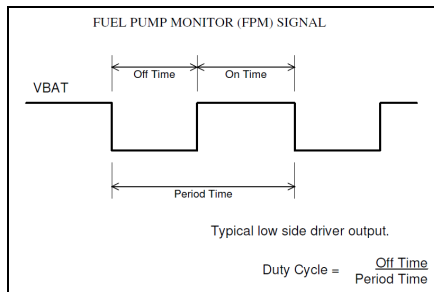 FUEL PUMP MONITOR (FPM) SIGNAL
Off Time On Time
VBAT
Period Time
Typical low side driver output.
Duty Cycle = Off Time
Period Time